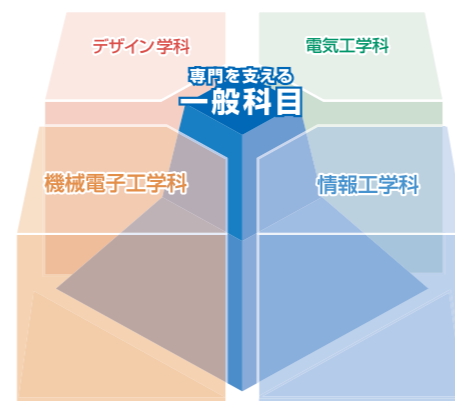 デザイン学科
電気工学科
専門を支える
一般科目
機械電子工学科
情報工学科